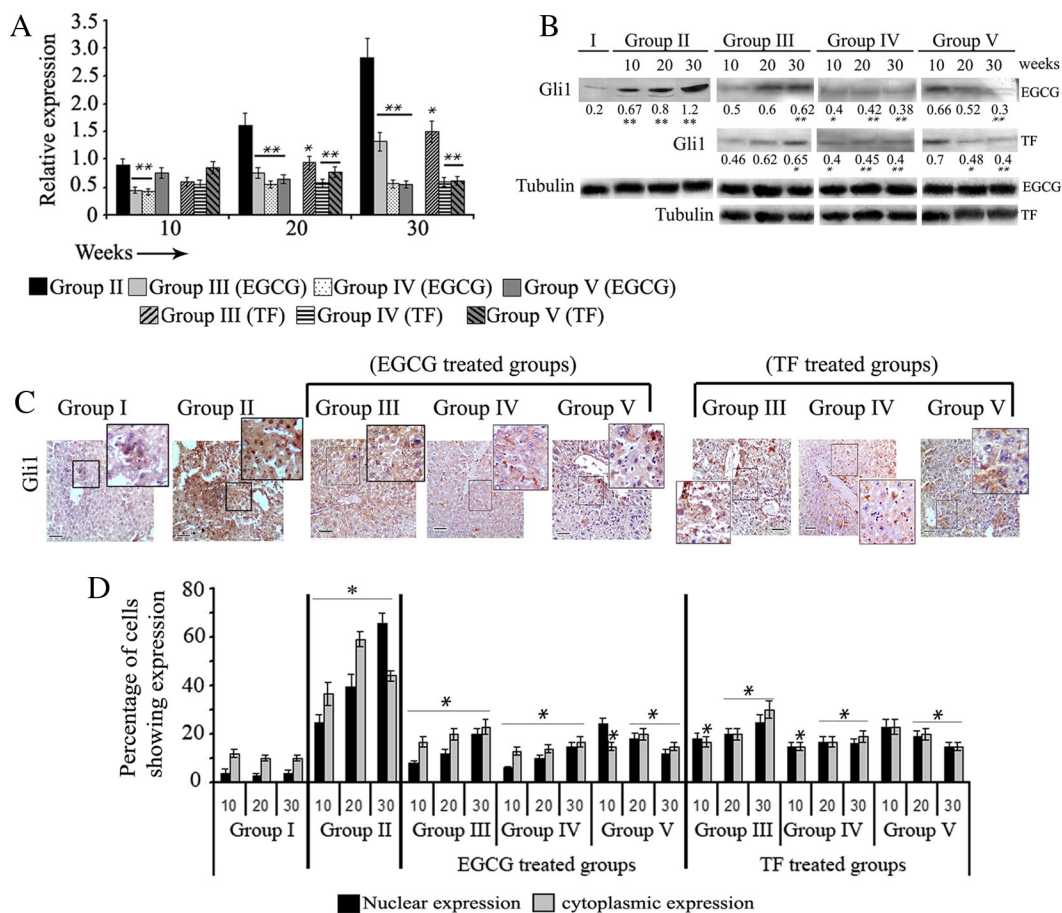 A
Relative expression
3.5
3.0
2.5
2.0
1.5
1.0
0.5
0
** ** * ** ** * **
10 20 30
Weeks
Group II Group III (EGCG) Group IV (EGCG) Group V (EGCG)
Group III (TF) Group IV (TF) Group V (TF)
B
I Group II Group III Group IV Group V
10 20 30 10 20 30 10 20 30 10 20 30 weeks
Gli1 EGCG
0.2 0.67 0.8 1.2 0.5 0.6 0.62 0.4 0.42 0.38 0.66 0.52 0.3
** ** ** ** * ** ** **
Gli1 TF
0.46 0.62 0.65 0.4 0.45 0.4 0.7 0.48 0.4
* * ** ** * **
Tubulin EGCG
Tubulin TF
(EGCG treated groups) (TF treated groups)
C
Group I Group II Group III Group IV Group V Group III Group IV Group V
Gli1
D
Percentage of cells
showing expression
80
60
40
20
0
* * * * * * * * *
10 20 30 10 20 30 10 20 30 10 20 30 10 20 30 10 20 30 10 20 30 10 20 30
Group I Group II Group III Group IV Group V Group III Group IV Group V
EGCG treated groups TF treated groups
Nuclear expression cytoplasmic expression